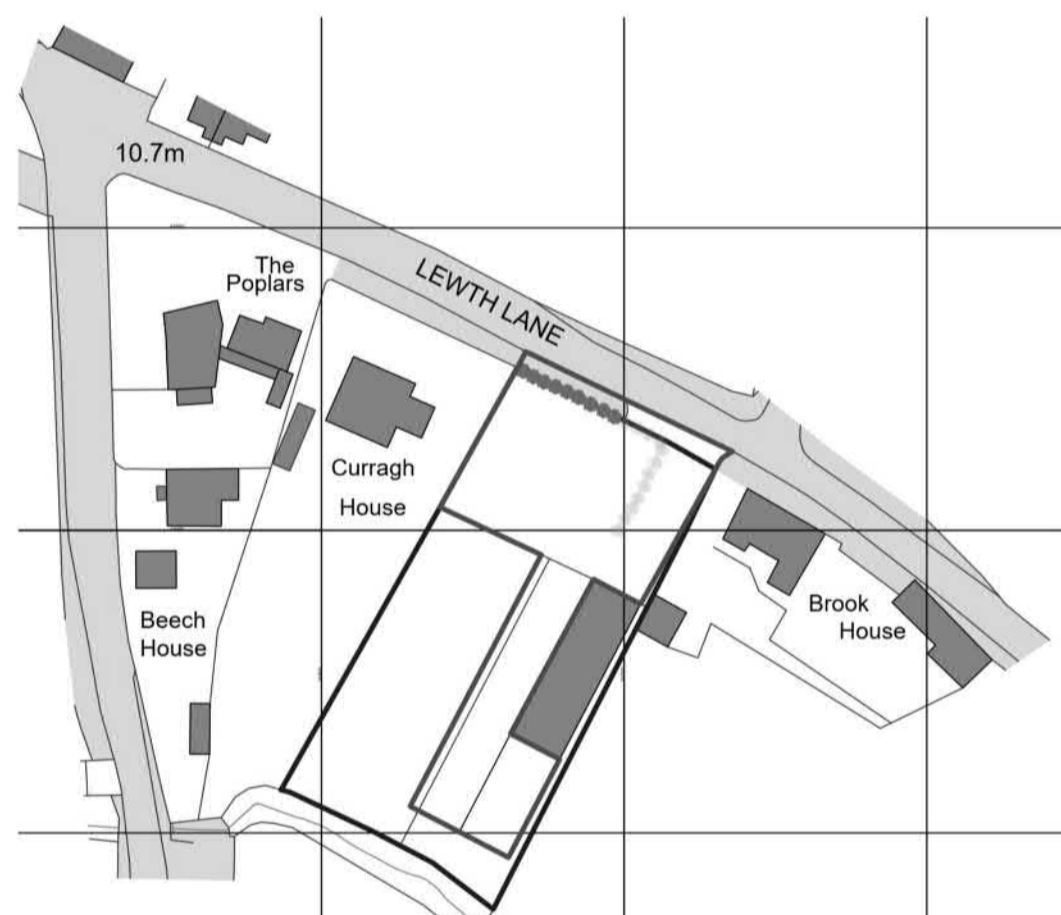 10.7m
The
Poplars
LEWTH LANE
Curragh
House
Beech
House
Brook
House